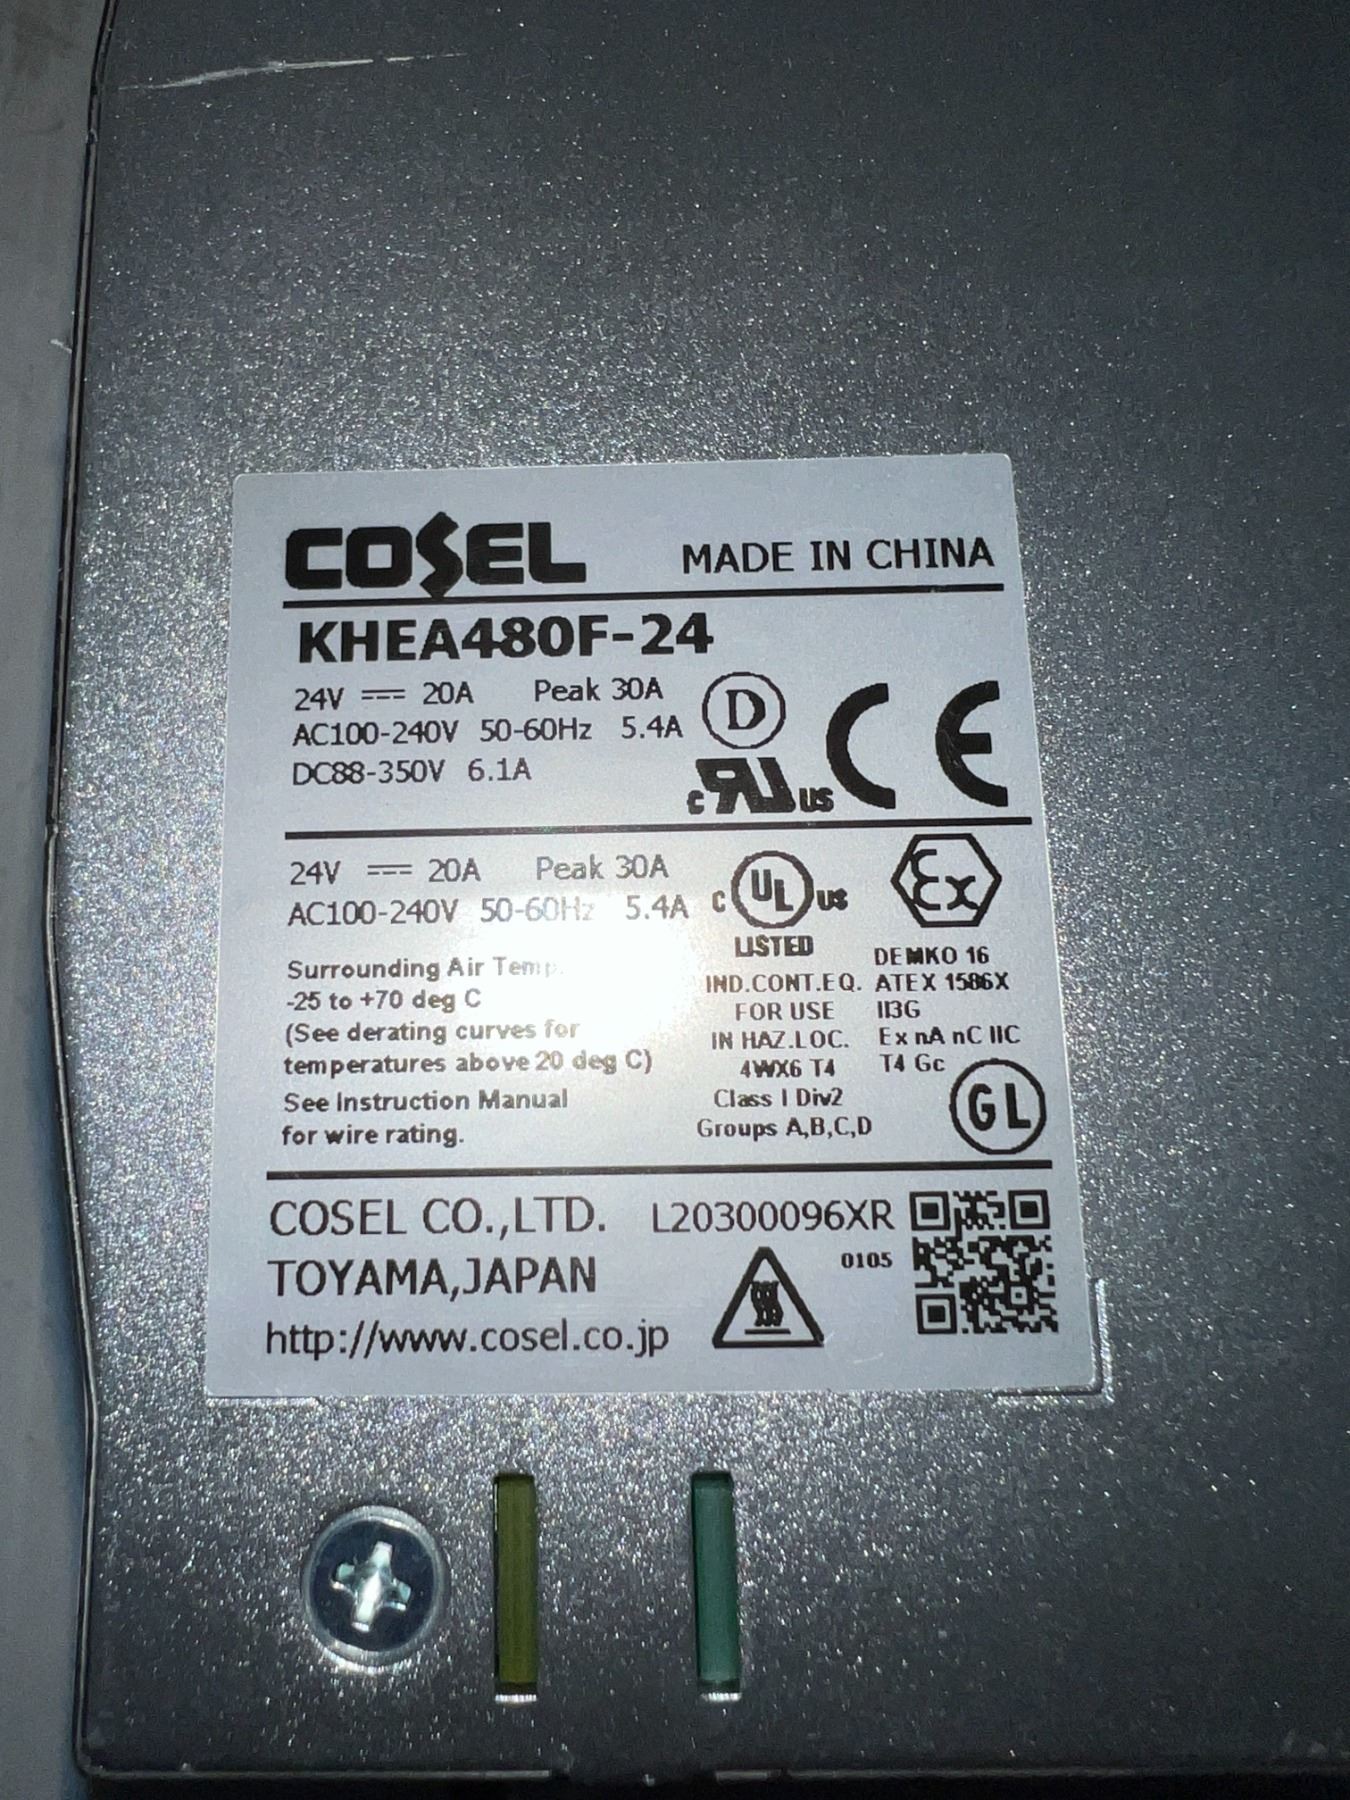 COSEL MADE IN CHINA
KHEA480F-24
24V ⎓ 20A Peak 30A D
AC100-240V 50-60Hz 5.4A
DC88-350V 6.1A
c RU us CE
24V ⎓ 20A Peak 30A
AC100-240V 50-60Hz 5.4A
c UL us
LISTED
IND.CONT.EQ.
FOR USE
IN HAZ.LOC.
4WX6 T4
Class I Div2
Groups A,B,C,D
Ex
DEMKO 16
ATEX 1586X
II3G
Ex nA nC IIC
T4 Gc
GL
Surrounding Air Temp.
-25 to +70 deg C
(See derating curves for
temperatures above 20 deg C)
See Instruction Manual
for wire rating.
COSEL CO.,LTD. L20300096XR
TOYAMA,JAPAN 0105
http://www.cosel.co.jp